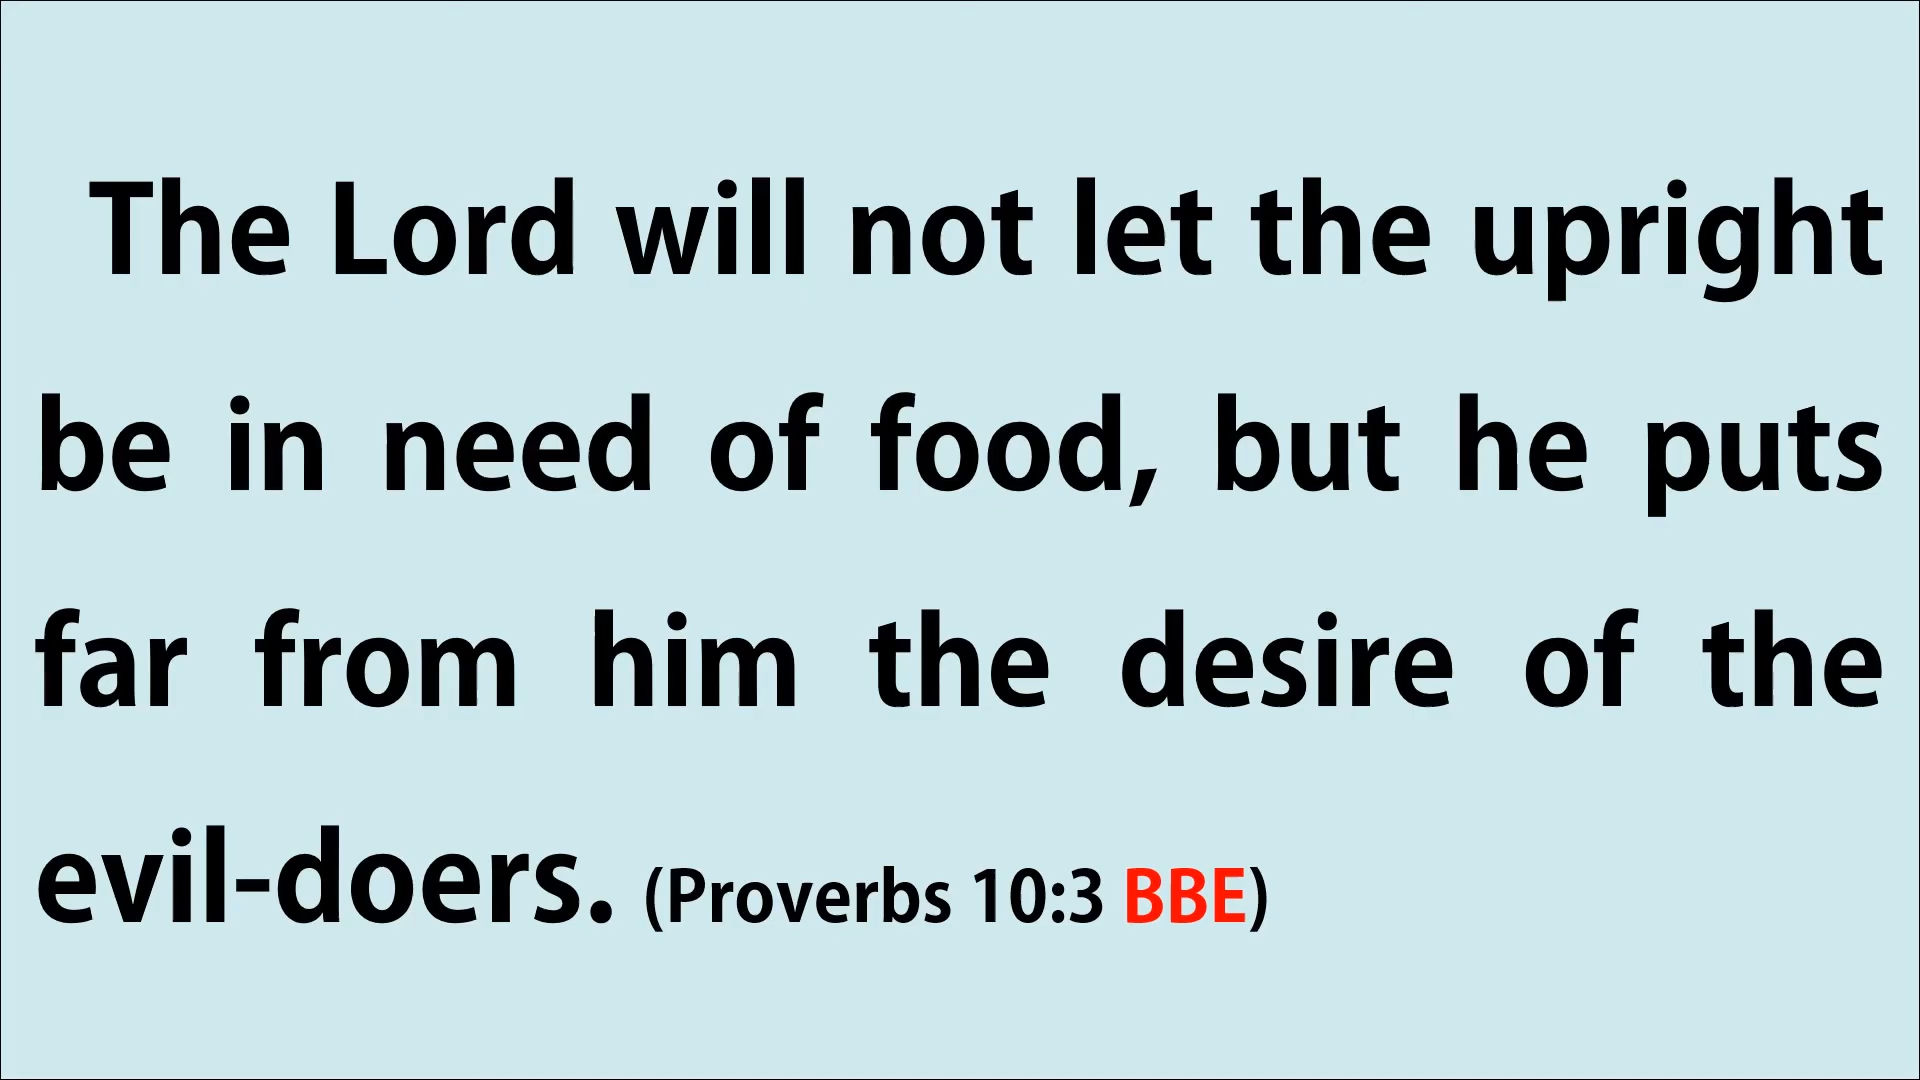 The Lord will not let the upright
be in need of food, but he puts
far from him the desire of the
evil-doers. (Proverbs 10:3 BBE)